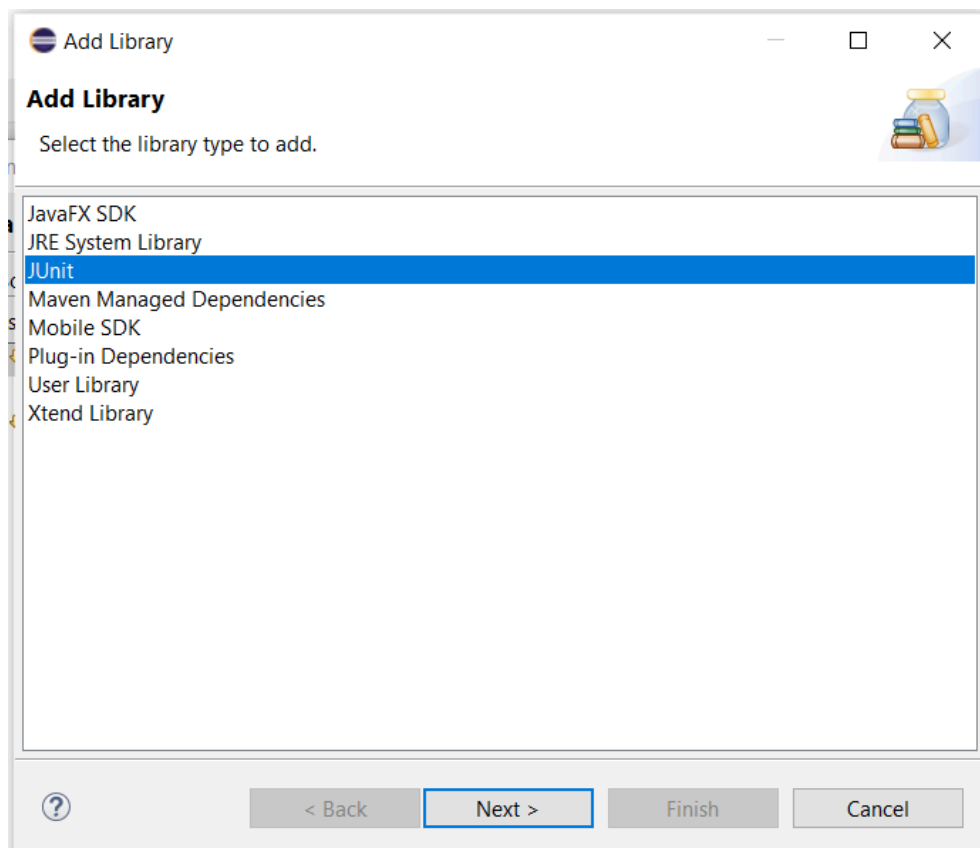 Add Library
Add Library
Select the library type to add.
JavaFX SDK
JRE System Library
JUnit
Maven Managed Dependencies
Mobile SDK
Plug-in Dependencies
User Library
Xtend Library
?
< Back
Next >
Finish
Cancel